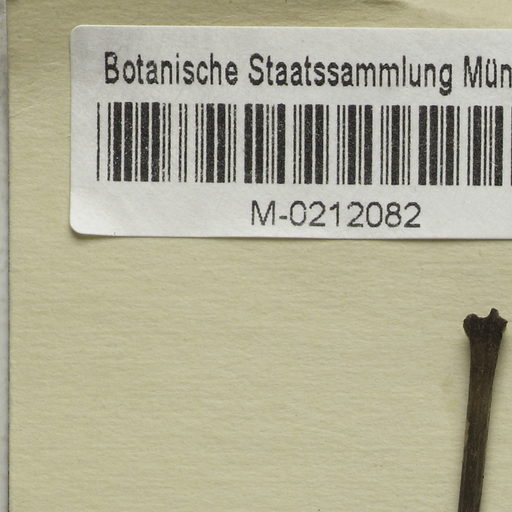 Botanische Staatssammlung Mün
M-0212082